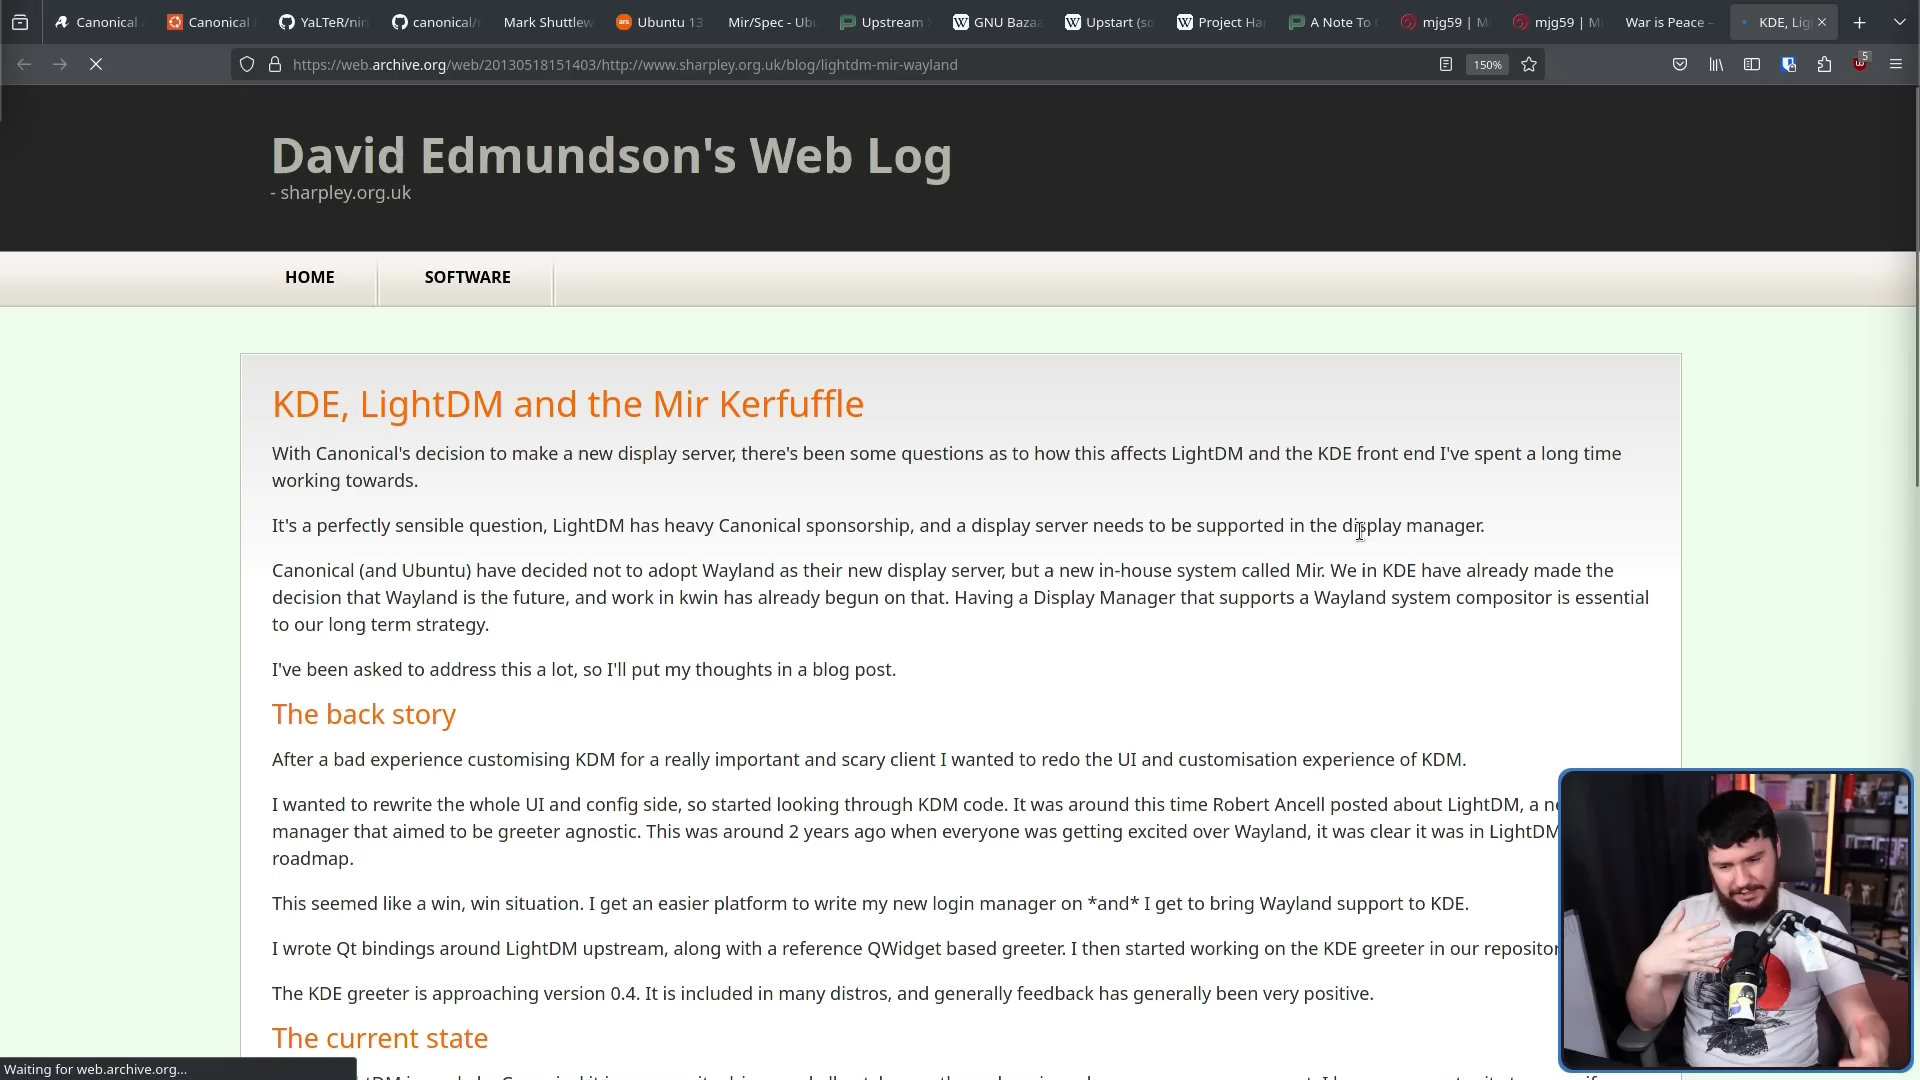 Canonical
Canonical
YaLTeR/nir
canonical/
Mark Shuttlew
Ubuntu 13
Mir/Spec - Ub
Upstream
GNU Bazaa
Upstart (so
Project Ha
A Note To
mjg59 | M
mjg59 | M
War is Peace -
KDE, Lig
https://web.archive.org/web/20130518151403/http://www.sharpley.org.uk/blog/lightdm-mir-wayland
150%
5
David Edmundson's Web Log
- sharpley.org.uk
HOME
SOFTWARE
KDE, LightDM and the Mir Kerfuffle
With Canonical's decision to make a new display server, there's been some questions as to how this affects LightDM and the KDE front end I've spent a long time
working towards.
It's a perfectly sensible question, LightDM has heavy Canonical sponsorship, and a display server needs to be supported in the display manager.
Canonical (and Ubuntu) have decided not to adopt Wayland as their new display server, but a new in-house system called Mir. We in KDE have already made the
decision that Wayland is the future, and work in kwin has already begun on that. Having a Display Manager that supports a Wayland system compositor is essential
to our long term strategy.
I've been asked to address this a lot, so I'll put my thoughts in a blog post.
The back story
After a bad experience customising KDM for a really important and scary client I wanted to redo the UI and customisation experience of KDM.
I wanted to rewrite the whole UI and config side, so started looking through KDM code. It was around this time Robert Ancell posted about LightDM, a
manager that aimed to be greeter agnostic. This was around 2 years ago when everyone was getting excited over Wayland, it was clear it was in LightDM
roadmap.
This seemed like a win, win situation. I get an easier platform to write my new login manager on *and* I get to bring Wayland support to KDE.
I wrote Qt bindings around LightDM upstream, along with a reference QWidget based greeter. I then started working on the KDE greeter in our
The KDE greeter is approaching version 0.4. It is included in many distros, and generally feedback has generally been very positive.
The current state
Waiting for web.archive.org...